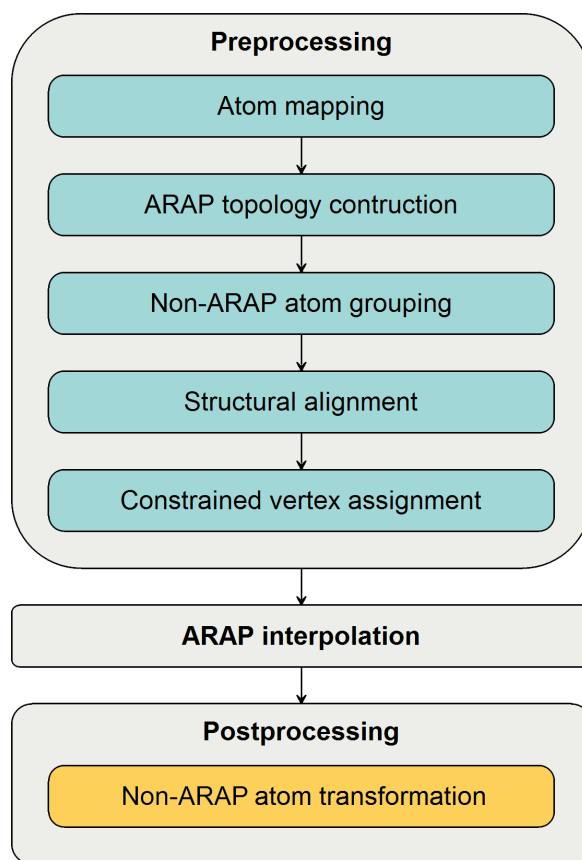 Preprocessing
Atom mapping
ARAP topology contruction
Non-ARAP atom grouping
Structural alignment
Constrained vertex assignment
ARAP interpolation
Postprocessing
Non-ARAP atom transformation